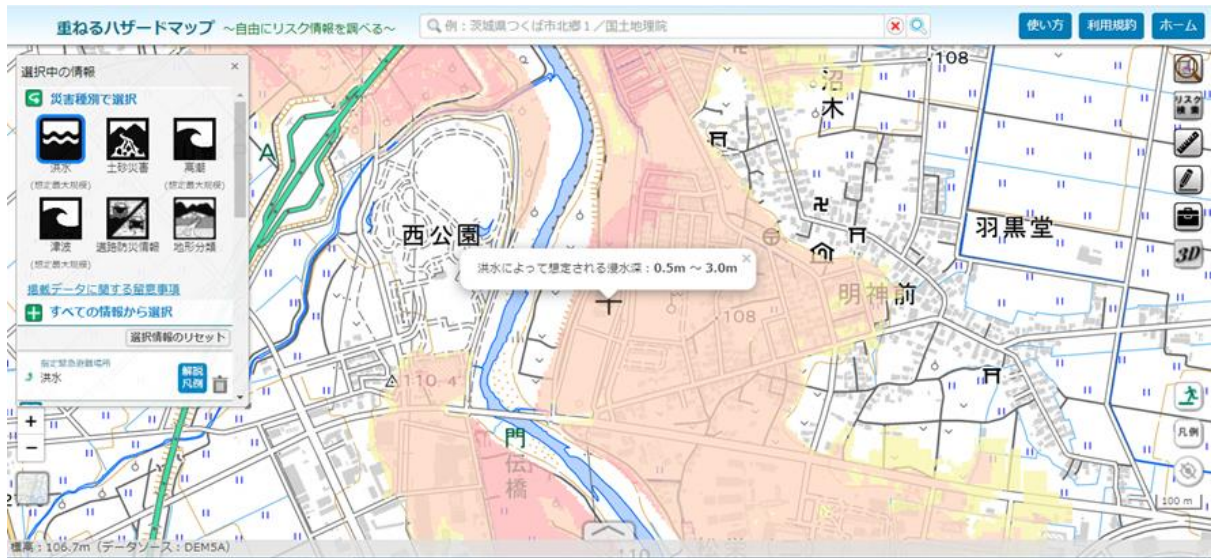 重ねるハザードマップ ～自由にリスク情報を調べる～
例：茨城県つくば市北郷１／国土地理院
使い方
利用規約
ホーム
選択中の情報
災害種別で選択
洪水
(想定最大規模)
土砂災害
高潮
(想定最大規模)
津波
(想定最大規模)
道路防災情報
地形分類
掲載データに関する留意事項
すべての情報から選択
選択情報のリセット
指定緊急避難場所
洪水
解説
凡例
+
−
A
西公園
洪水によって想定される浸水深：0.5m ～ 3.0m
沼木
108
羽黒堂
明神前
108
110.4
門伝橋
110
リスク
検索
3D
凡例
100 m
標高：106.7m（データソース：DEM5A）